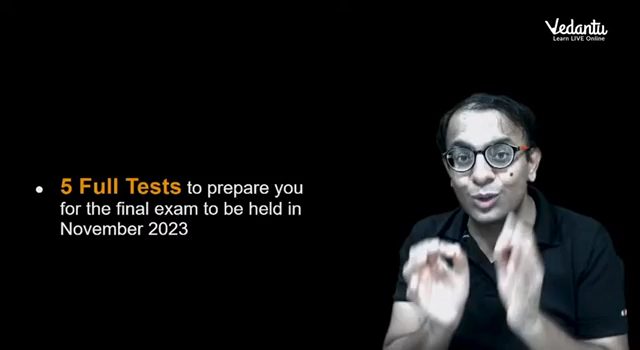 Vedantu
Learn LIVE Online
● 5 Full Tests to prepare you
for the final exam to be held in
November 2023